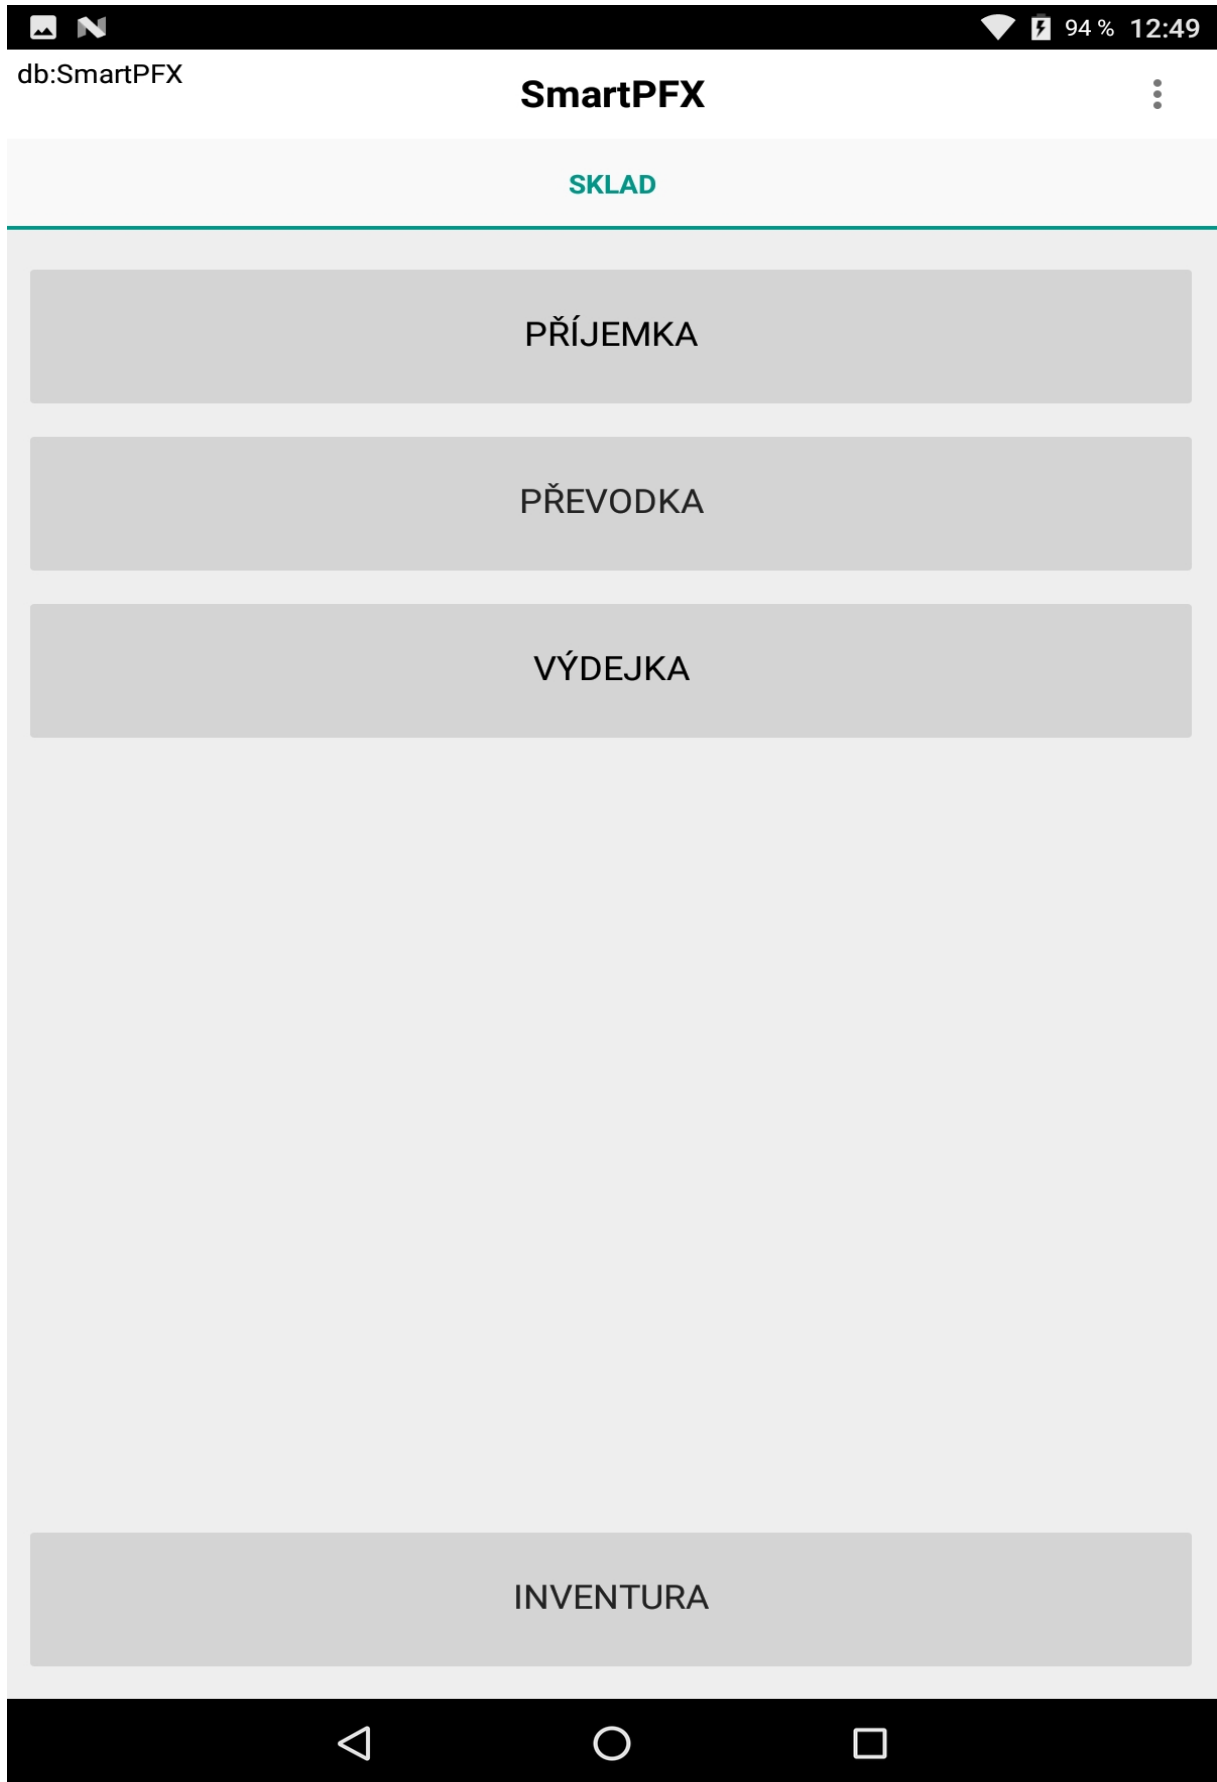 94 % 12:49
db:SmartPFX
SmartPFX
SKLAD
PŘÍJEMKA
PŘEVODKA
VÝDEJKA
INVENTURA